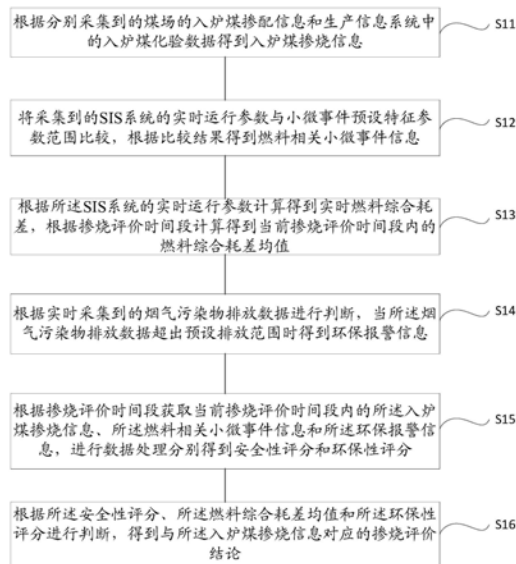 根据分别采集到的煤场的入炉煤掺配信息和生产信息系统中
的入炉煤化验数据得到入炉煤掺烧信息
S11
将采集到的SIS系统的实时运行参数与小微事件预设特征参
数范围比较，根据比较结果得到燃料相关小微事件信息
S12
根据所述SIS系统的实时运行参数计算得到实时燃料综合耗
差，根据掺烧评价时间段计算得到当前掺烧评价时间段内的
燃料综合耗差均值
S13
根据实时采集到的烟气污染物排放数据进行判断，当所述烟
气污染物排放数据超出预设排放范围时得到环保报警信息
S14
根据掺烧评价时间段获取当前掺烧评价时间段内的所述入炉
煤掺烧信息、所述燃料相关小微事件信息和所述环保报警信
息，进行数据处理分别得到安全性评分和环保性评分
S15
根据所述安全性评分、所述燃料综合耗差均值和所述环保性
评分进行判断，得到与所述入炉煤掺烧信息对应的掺烧评价
结论
S16